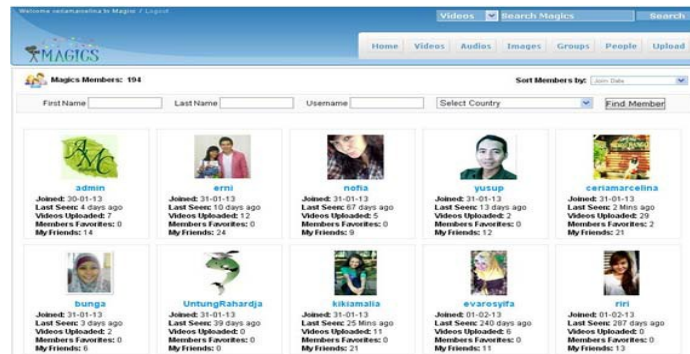 Welcome ceriamarcelina to Magics / Logout
Videos Search Magics Search
MAGICS
Home Videos Audios Images Groups People Upload
Magics Members: 194
Sort Members by: Join Date
First Name Last Name Username Select Country Find Member
AMC
admin
Joined: 30-01-13
Last Seen: 4 days ago
Videos Uploaded: 7
Members Favorites: 0
My Friends: 14
erni
Joined: 31-01-13
Last Seen: 10 days ago
Videos Uploaded: 12
Members Favorites: 0
My Friends: 24
nofia
Joined: 31-01-13
Last Seen: 67 days ago
Videos Uploaded: 5
Members Favorites: 0
My Friends: 9
yusup
Joined: 31-01-13
Last Seen: 13 days ago
Videos Uploaded: 2
Members Favorites: 0
My Friends: 12
ceriamarcelina
Joined: 31-01-13
Last Seen: 2 Mins ago
Videos Uploaded: 29
Members Favorites: 2
My Friends: 21
bunga
Joined: 31-01-13
Last Seen: 3 days ago
Videos Uploaded: 2
Members Favorites: 0
My Friends: 6
UntungRahardja
Joined: 31-01-13
Last Seen: 39 days ago
Videos Uploaded: 0
Members Favorites: 0
My Friends: 0
kikiamalia
Joined: 31-01-13
Last Seen: 25 Mins ago
Videos Uploaded: 11
Members Favorites: 0
My Friends: 21
evarosyifa
Joined: 01-02-13
Last Seen: 240 days ago
Videos Uploaded: 6
Members Favorites: 0
My Friends: 11
riri
Joined: 01-02-13
Last Seen: 287 days ago
Videos Uploaded: 0
Members Favorites: 0
My Friends: 13